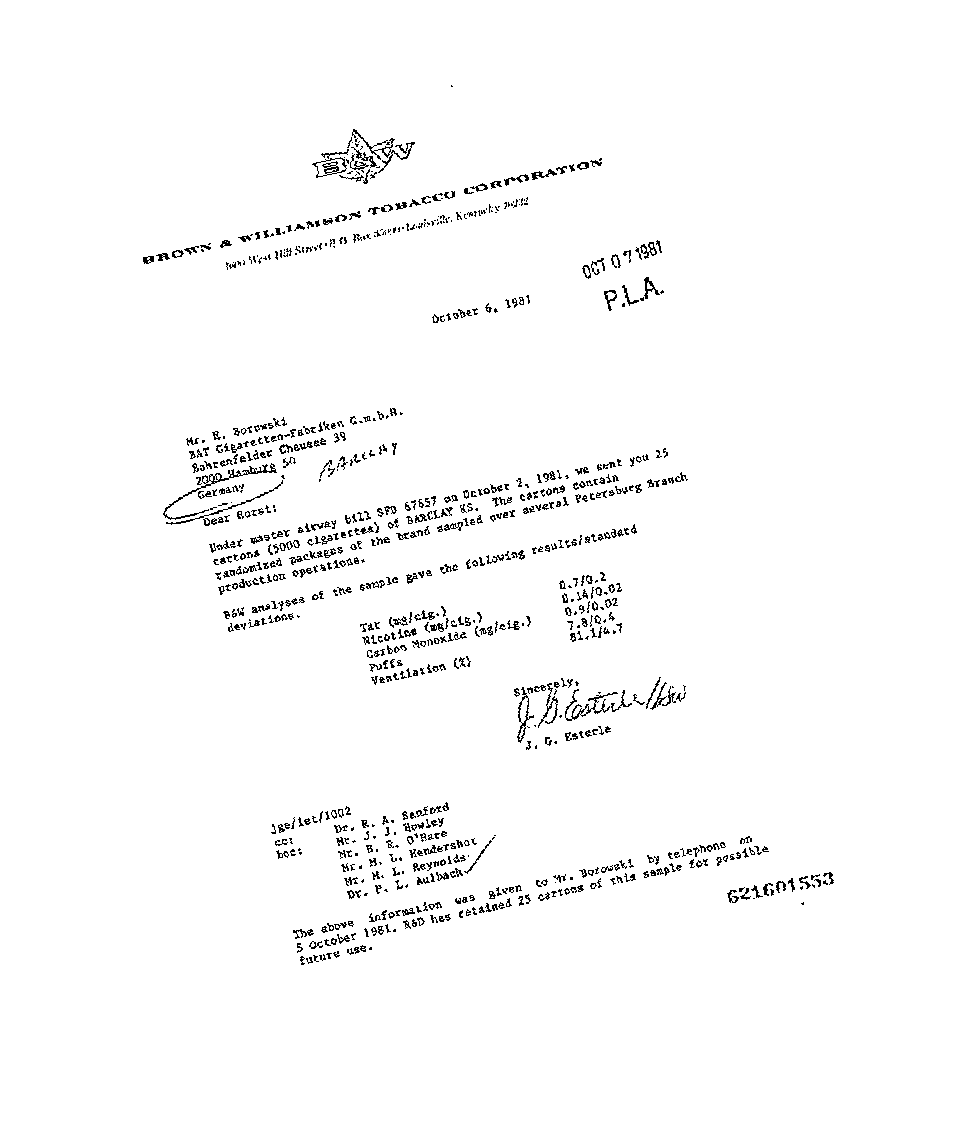 B&W
BROWN & WILLIAMSON TOBACCO CORPORATION
1600 West Hill Street · P.O. Box · Louisville, Kentucky 40232
OCT 07 1981
P.L.A.
October 6, 1981
Mr. H. Borowski
BAT Cigaretten-Fabriken G.m.b.H.
Bahrenfelder Chausee 39
2000 Hamburg 50
Germany
BARCLAY
Dear Horst:
Under master airway bill SFD 67657 on October 2, 1981, we sent you 25
cartons (5000 cigarettes) of BARCLAY KS. The cartons contain
randomized packages of the brand sampled over several Petersburg Branch
production operations.
B&W analyses of the sample gave the following results/standard
deviations.
Tar (mg/cig.) 0.7/0.2
Nicotine (mg/cig.) 0.14/0.02
Carbon Monoxide (mg/cig.) 0.9/0.02
Puffs 7.8/0.4
Ventilation (%) 81.1/4.7
Sincerely,
J. G. Esterle
J. G. Esterle
jge/iet/1002
cc: Dr. R. A. Sanford
bcc: Mr. J. J. Howley
Mr. B. R. O'Hare
Mr. H. L. Hendershot
Mr. M. L. Reynolds
Dr. P. L. Aulbach
The above information was given to Mr. Borowski by telephone on
5 October 1981. R&D has retained 25 cartons of this sample for possible
future use.
621601553